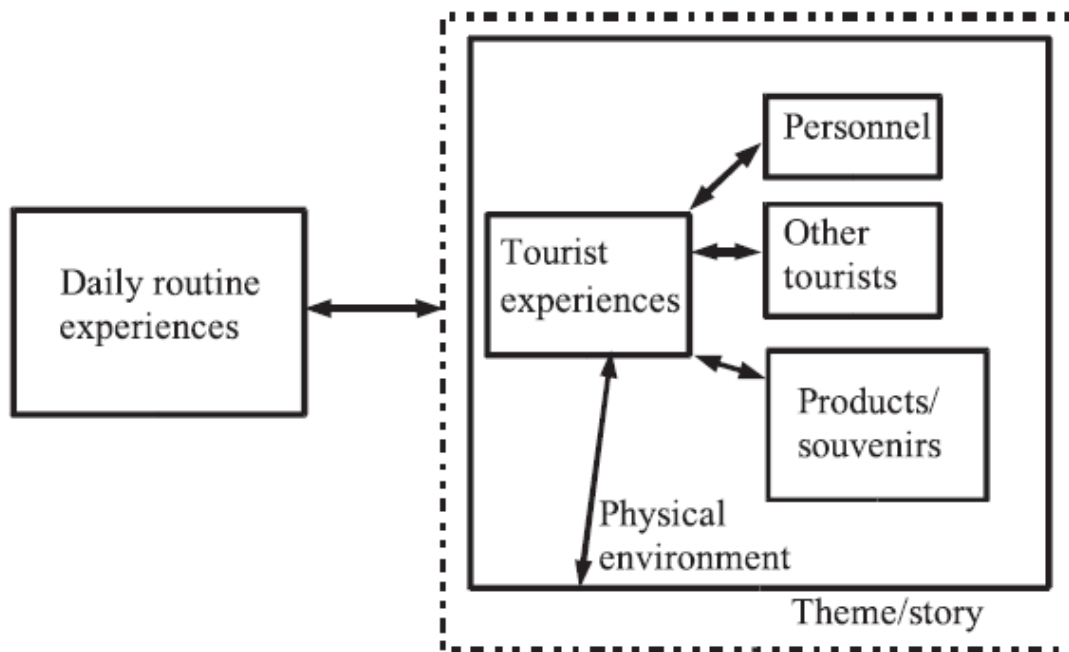 Daily routine
experiences
Tourist
experiences
Personnel
Other
tourists
Products/
souvenirs
Physical
environment
Theme/story